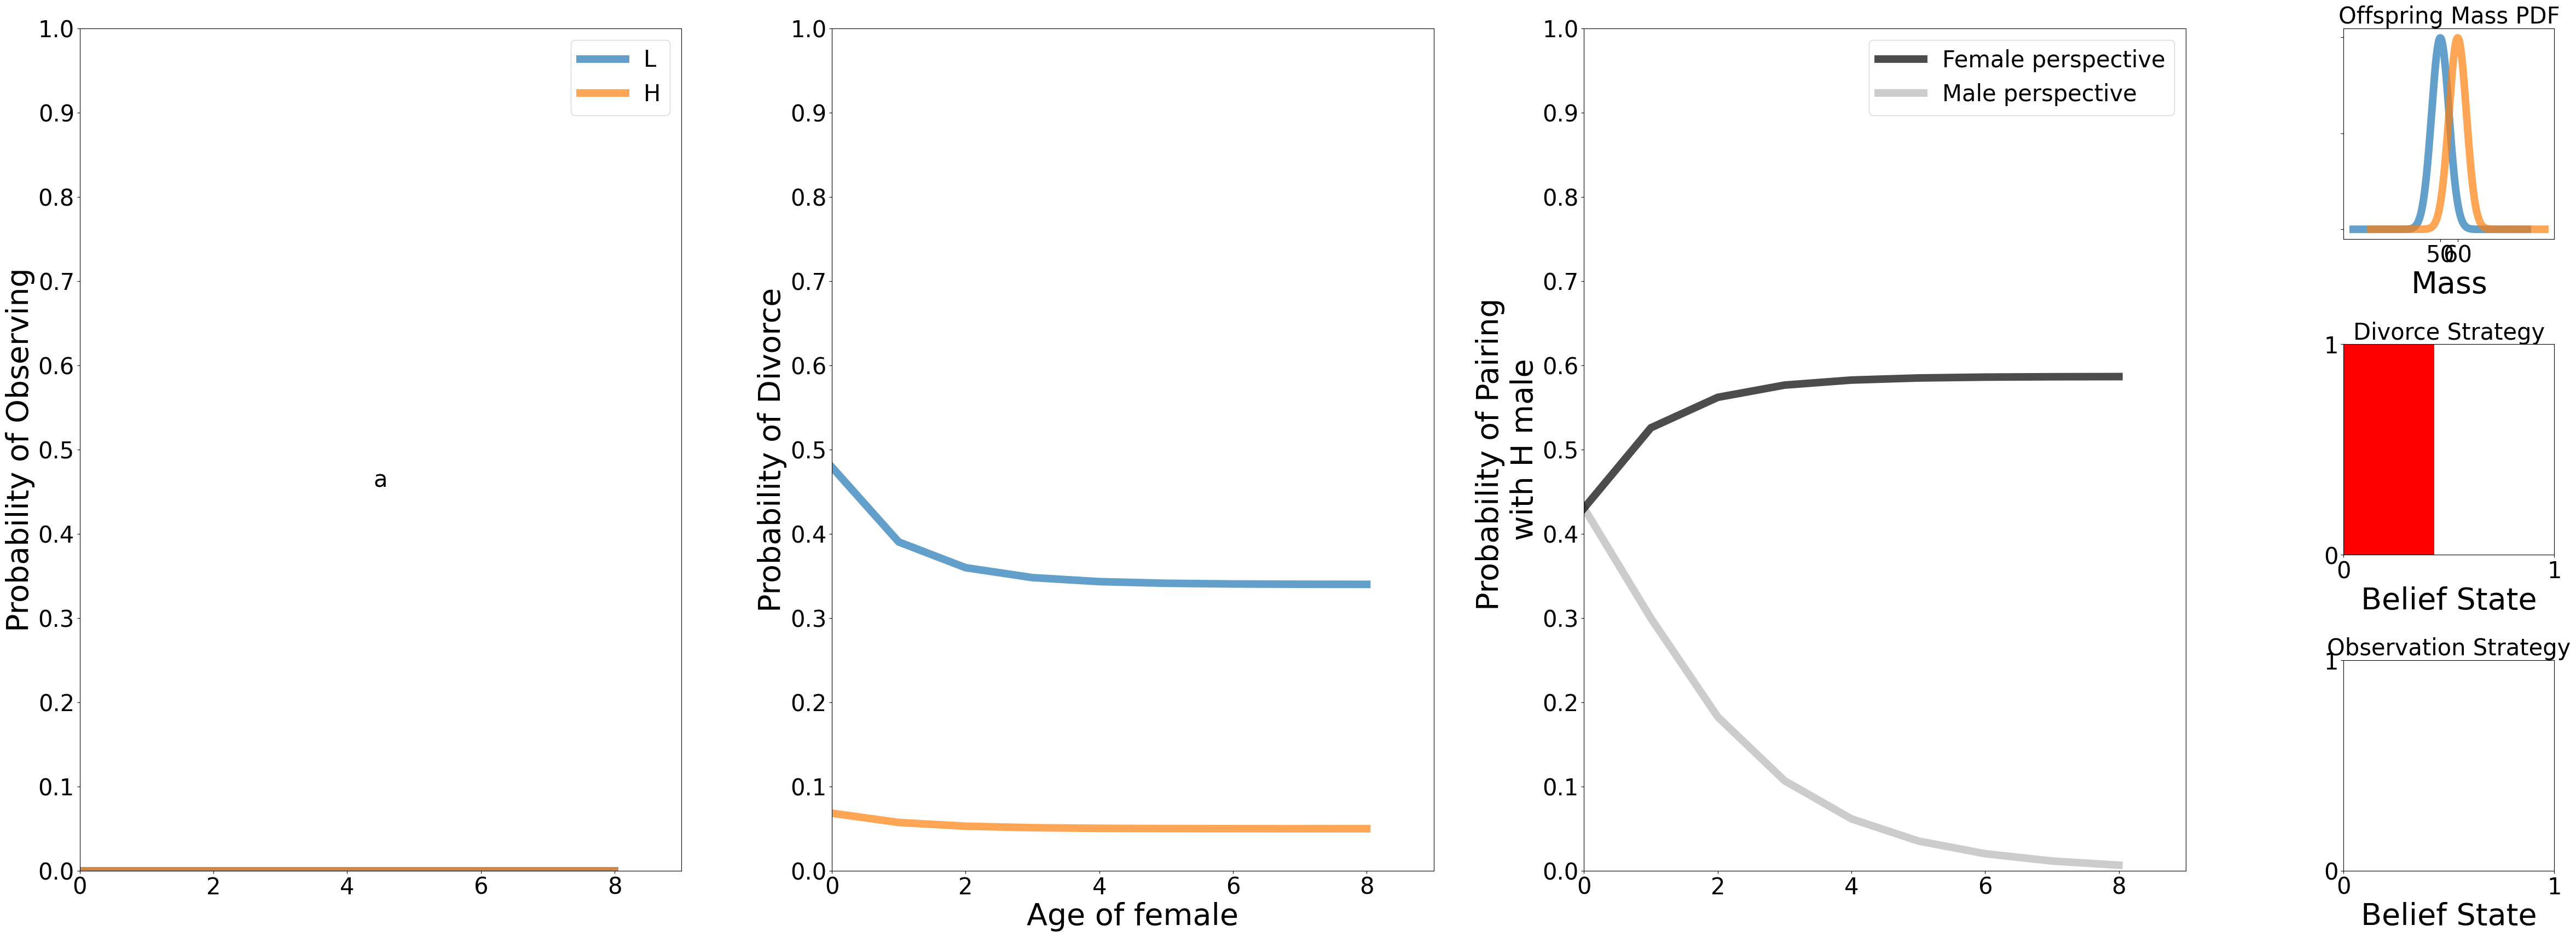 Probability of Observing
1.0
0.9
0.8
0.7
0.6
0.5
0.4
0.3
0.2
0.1
0.0
0 2 4 6 8
L
H
a
Probability of Divorce
1.0
0.9
0.8
0.7
0.6
0.5
0.4
0.3
0.2
0.1
0.0
0 2 4 6 8
Age of female
Probability of Pairing
with H male
1.0
0.9
0.8
0.7
0.6
0.5
0.4
0.3
0.2
0.1
0.0
0 2 4 6 8
Female perspective
Male perspective
Offspring Mass PDF
50 60
Mass
Divorce Strategy
1
0
0 1
Belief State
Observation Strategy
1
0
0 1
Belief State